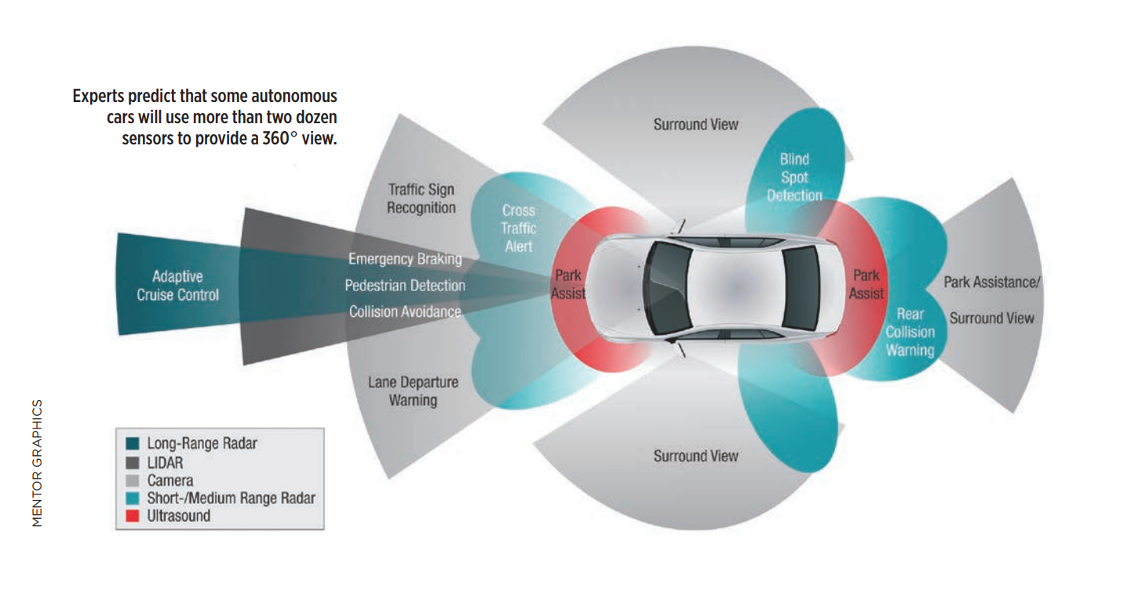 Experts predict that some autonomous
cars will use more than two dozen
sensors to provide a 360° view.
Surround View
Blind
Spot
Detection
Traffic Sign
Recognition
Cross
Traffic
Alert
Emergency Braking
Adaptive
Cruise Control
Pedestrian Detection
Collision Avoidance
Park
Assist
Park
Assist
Park Assistance/
Surround View
Rear
Collision
Warning
Lane Departure
Warning
Surround View
Long-Range Radar
LIDAR
Camera
Short-/Medium Range Radar
Ultrasound
MENTOR GRAPHICS